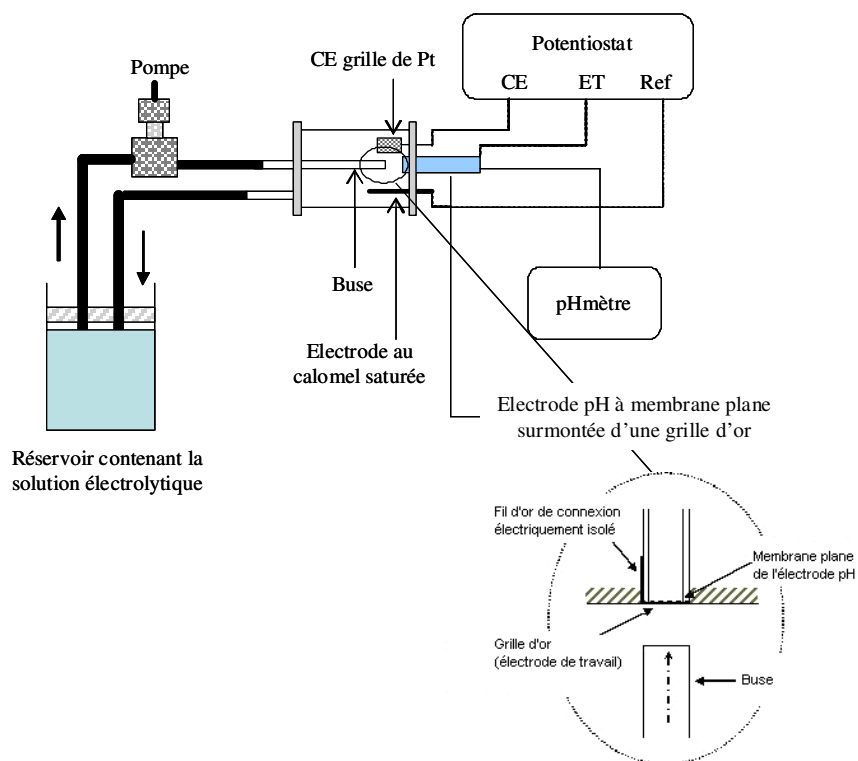 Potentiostat
CE ET Ref
Pompe
CE grille de Pt
Buse
pHmètre
Electrode au
calomel saturée
Electrode pH à membrane plane
surmontée d'une grille d'or
Réservoir contenant la
solution électrolytique
Fil d'or de connexion
électriquement isolé
Membrane plane
de l'électrode pH
Grille d'or
(électrode de travail)
Buse